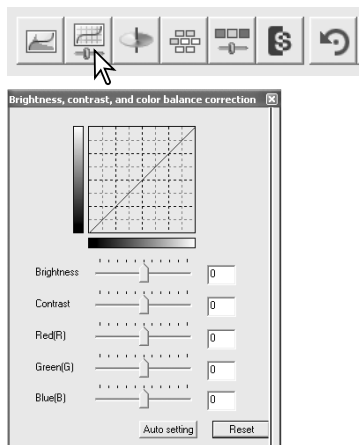 Brightness, contrast, and color balance correction
Brightness 0
Contrast 0
Red(R) 0
Green(G) 0
Blue(B) 0
Auto setting Reset